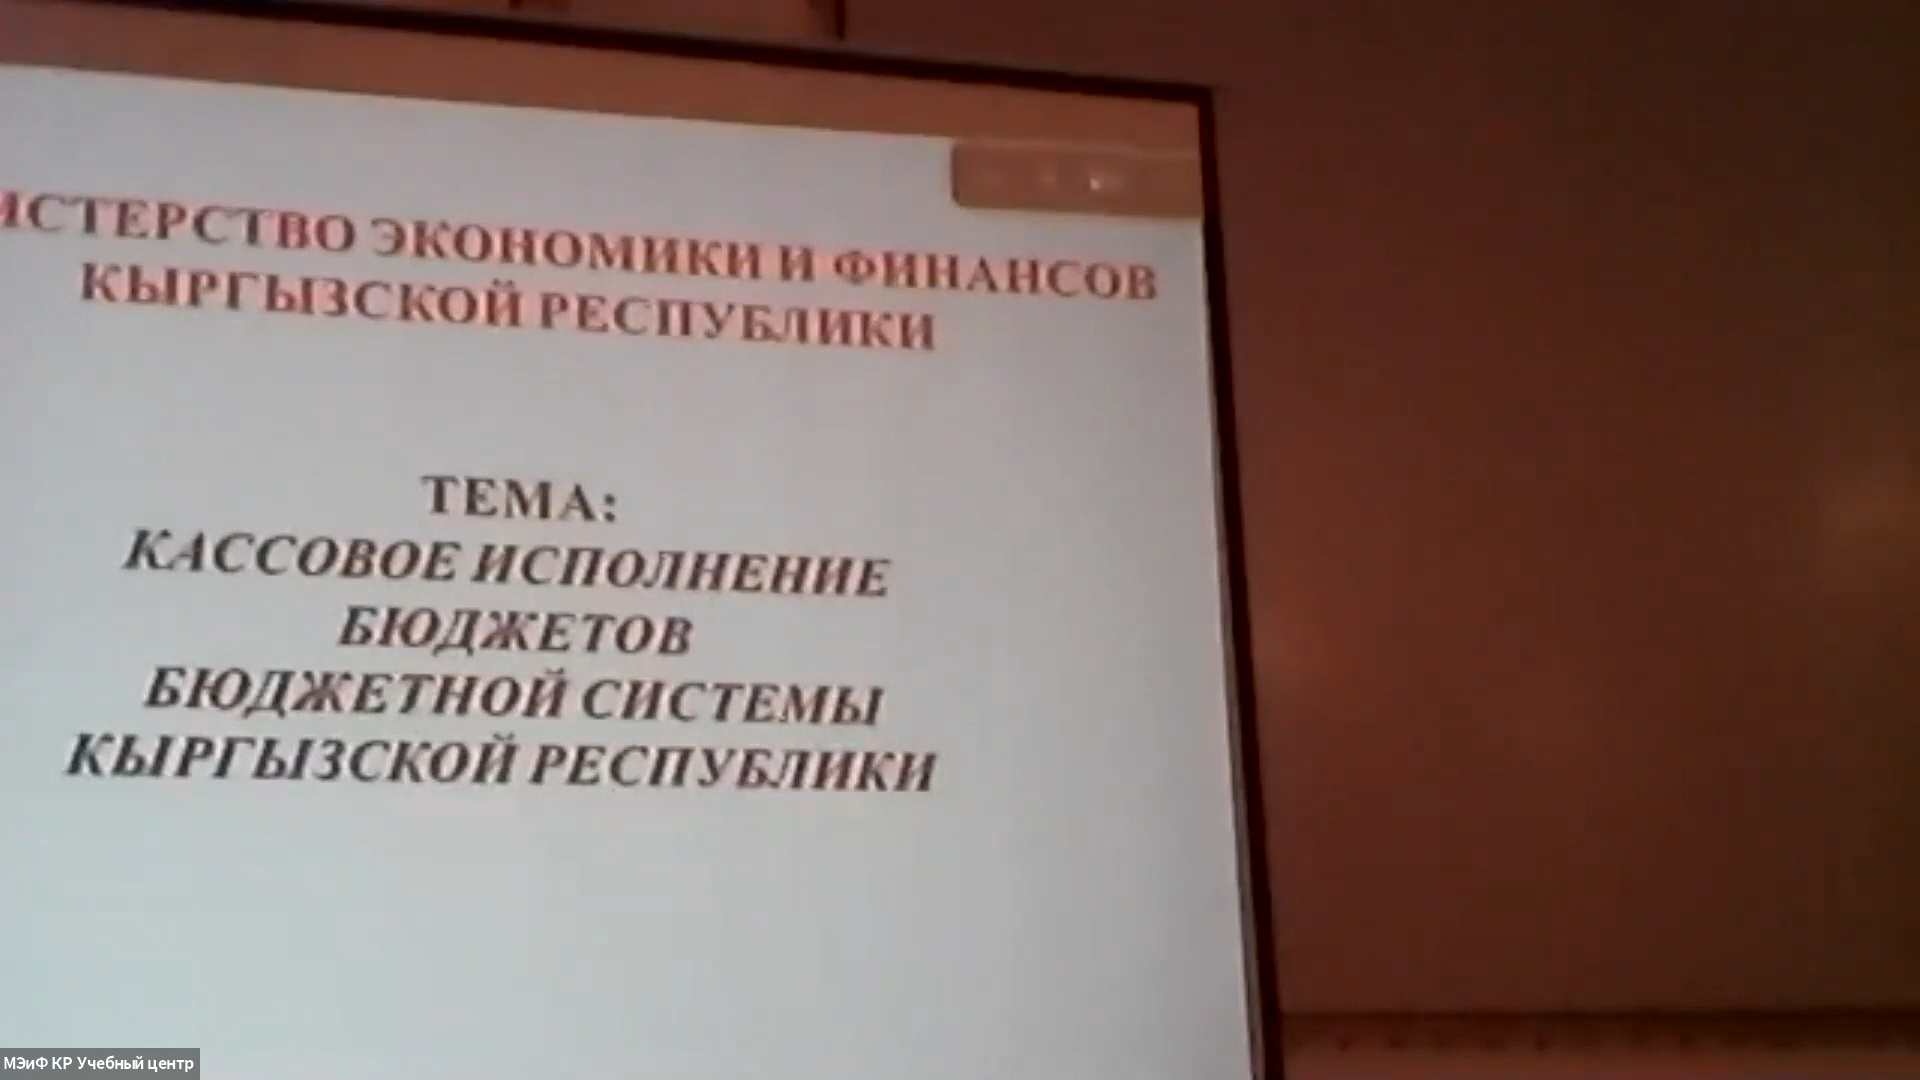 ИСТЕРСТВО ЭКОНОМИКИ И ФИНАНСОВ
КЫРГЫЗСКОЙ РЕСПУБЛИКИ
ТЕМА:
КАССОВОЕ ИСПОЛНЕНИЕ
БЮДЖЕТОВ
БЮДЖЕТНОЙ СИСТЕМЫ
КЫРГЫЗСКОЙ РЕСПУБЛИКИ
МЭиФ КР Учебный центр